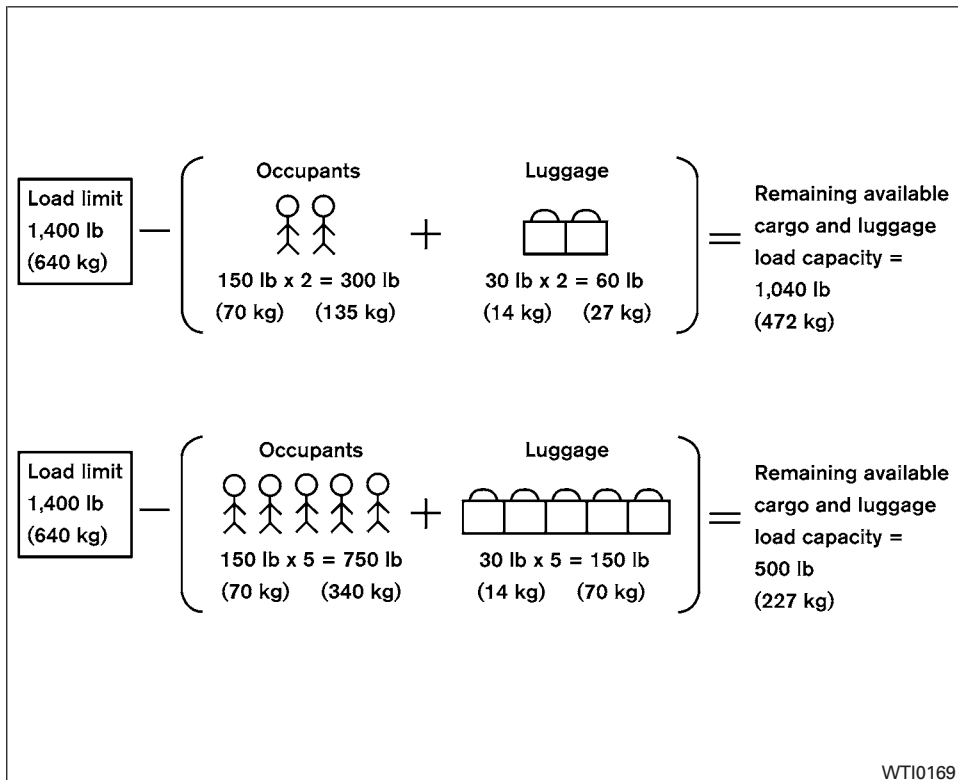 Occupants
Luggage
Load limit
1,400 lb
(640 kg)
150 lb x 2 = 300 lb
(70 kg) (135 kg)
30 lb x 2 = 60 lb
(14 kg) (27 kg)
Remaining available
cargo and luggage
load capacity =
1,040 lb
(472 kg)
Occupants
Luggage
Load limit
1,400 lb
(640 kg)
150 lb x 5 = 750 lb
(70 kg) (340 kg)
30 lb x 5 = 150 lb
(14 kg) (70 kg)
Remaining available
cargo and luggage
load capacity =
500 lb
(227 kg)
WTI0169